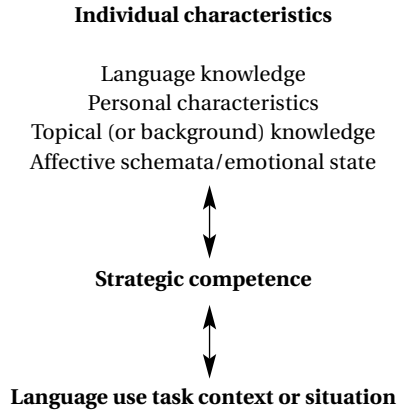 Individual characteristics
Language knowledge
Personal characteristics
Topical (or background) knowledge
Affective schemata/emotional state
Strategic competence
Language use task context or situation